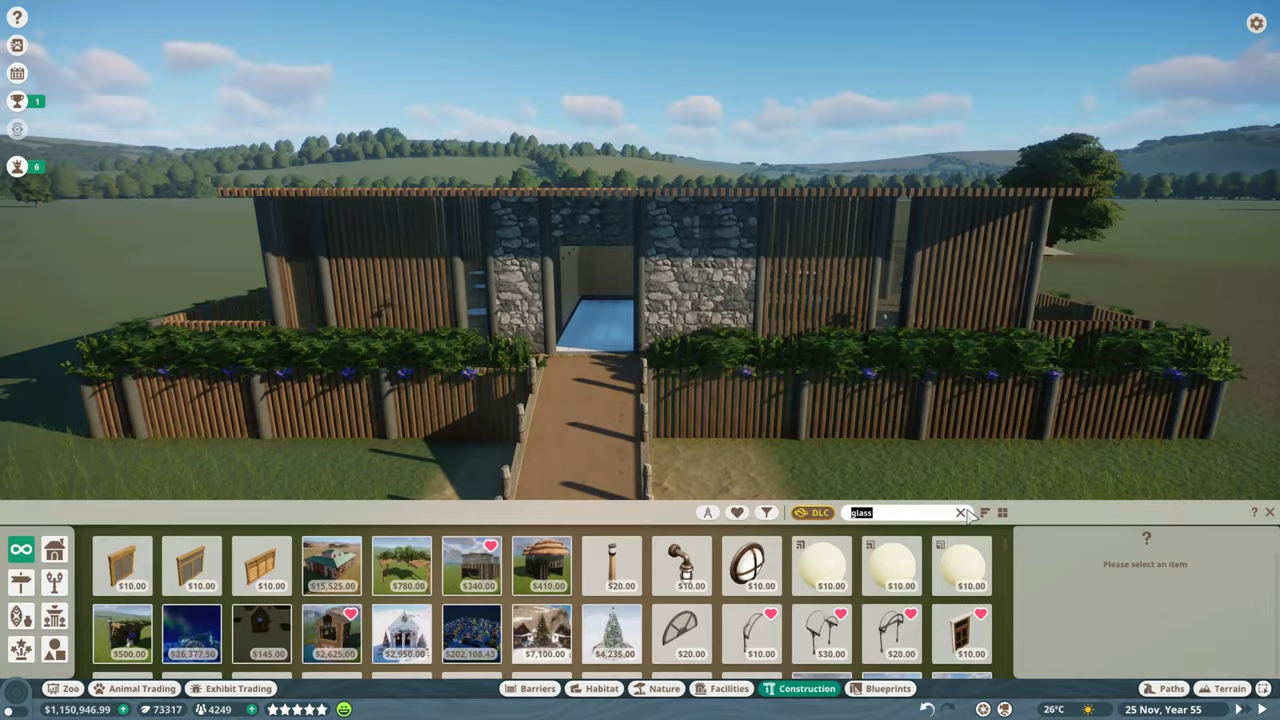 ?
1
6
DLC
glass
?
?
Please select an item
$10.00
$10.00
$10.00
$15,525.00
$780.00
$340.00
$410.00
$20.00
$10.00
$10.00
$10.00
$10.00
$10.00
$500.00
$26,377.50
$145.00
$2,625.00
$2,950.00
$202,108.43
$7,100.00
$4,235.00
$20.00
$10.00
$30.00
$20.00
$10.00
Zoo
Animal Trading
Exhibit Trading
Barriers
Habitat
Nature
Facilities
Construction
Blueprints
Paths
Terrain
$1,150,946.99
73317
4249
26°C
25 Nov, Year 55